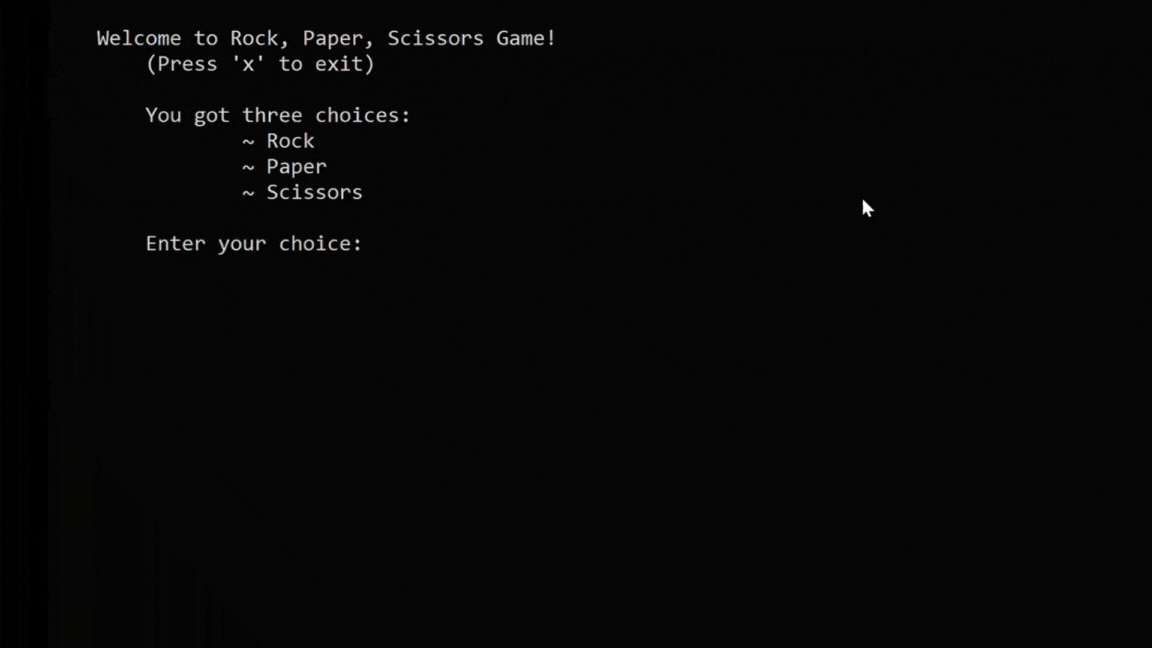 Welcome to Rock, Paper, Scissors Game!
(Press 'x' to exit)
You got three choices:
~ Rock
~ Paper
~ Scissors
Enter your choice: